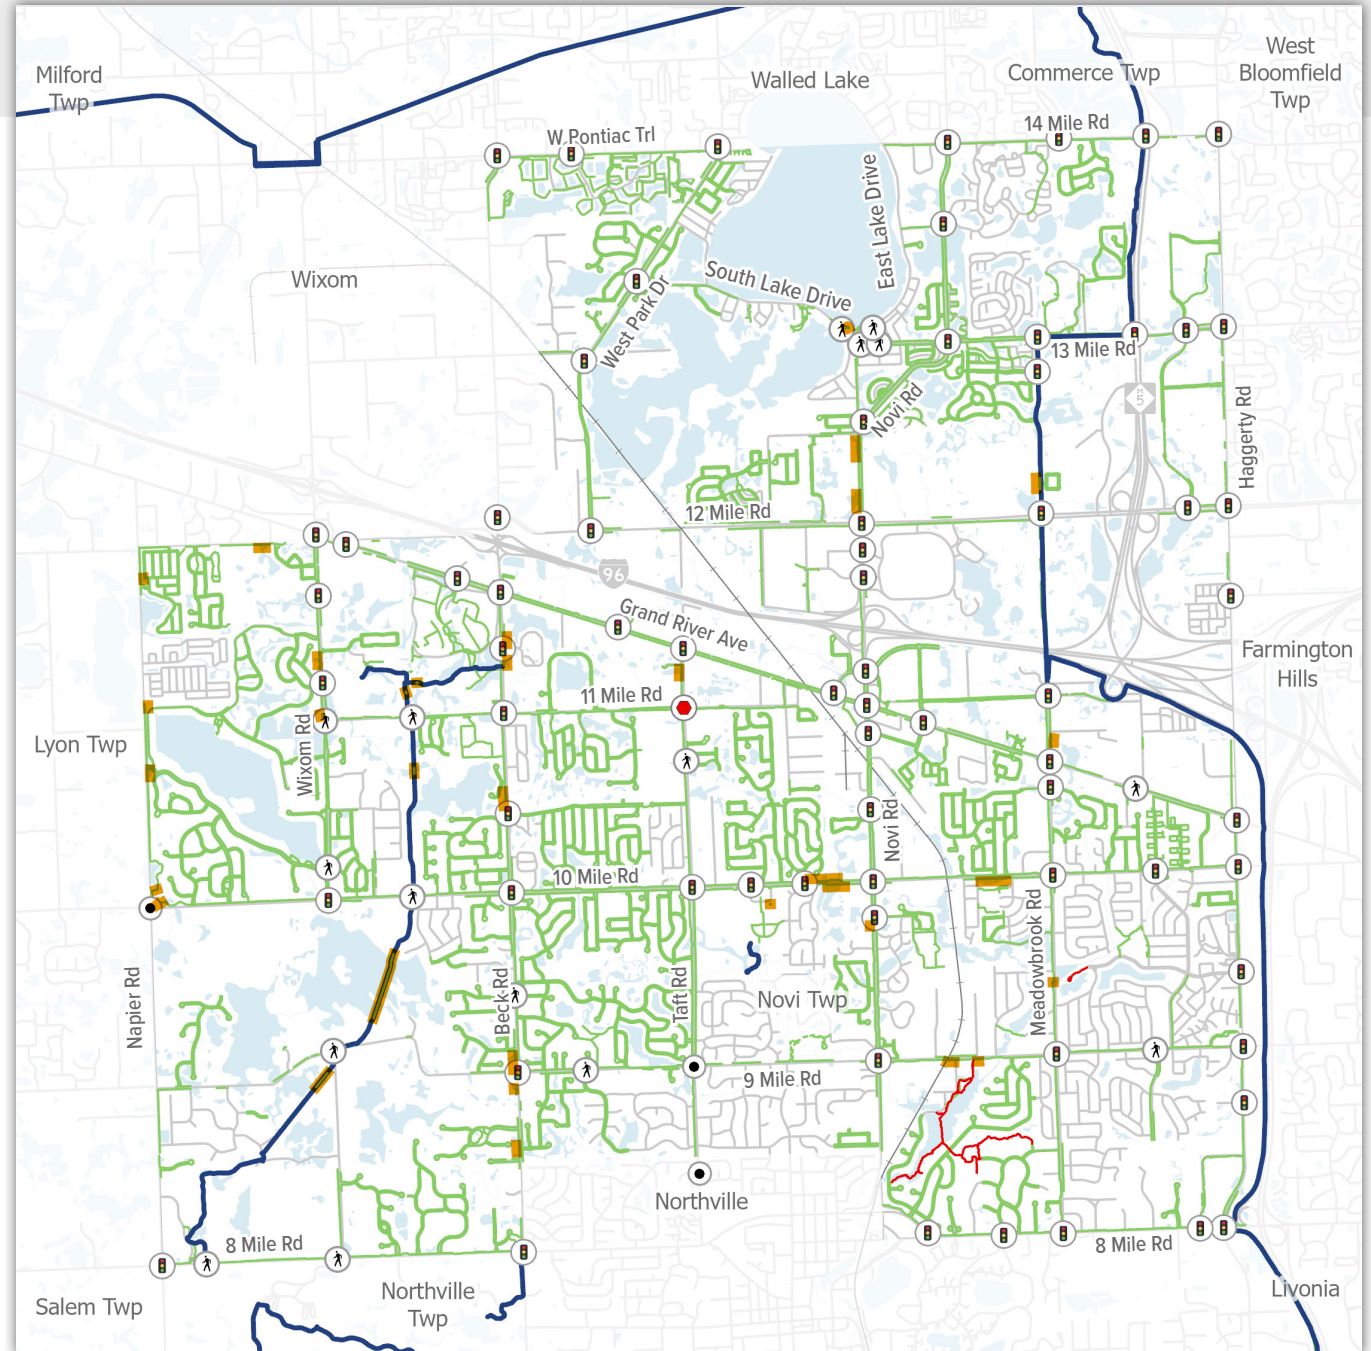 West
Bloomfield
Twp
Milford
Twp
Walled Lake
Commerce Twp
14 Mile Rd
W Pontiac Trl
East Lake Drive
South Lake Drive
Wixom
West Park Dr
13 Mile Rd
5
Novi Rd
Haggerty Rd
12 Mile Rd
96
Grand River Ave
Farmington
Hills
11 Mile Rd
Lyon Twp
Wixom Rd
Novi Rd
10 Mile Rd
Meadowbrook Rd
Napier Rd
Beck Rd
Taft Rd
Novi Twp
9 Mile Rd
Northville
8 Mile Rd
8 Mile Rd
Salem Twp
Northville
Twp
Livonia